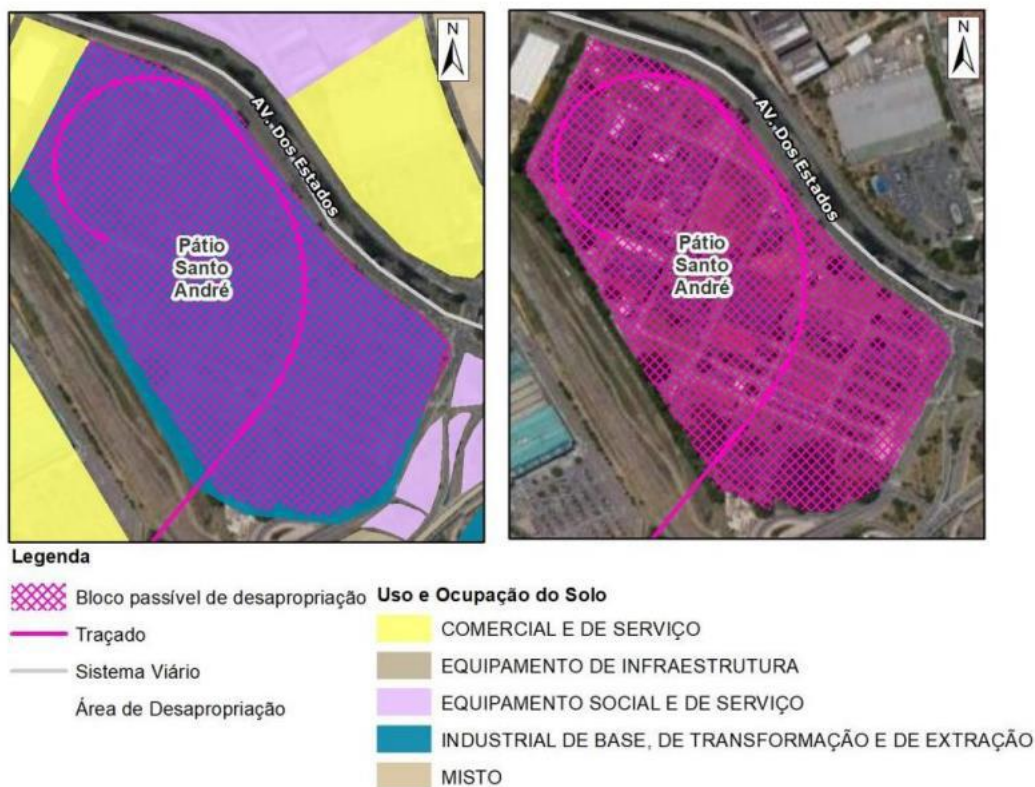 N
AV. Dos Estados
Pátio
Santo
André
N
AV. Dos Estados
Pátio
Santo
André
Legenda
Bloco passível de desapropriação
Traçado
Sistema Viário
Área de Desapropriação
Uso e Ocupação do Solo
COMERCIAL E DE SERVIÇO
EQUIPAMENTO DE INFRAESTRUTURA
EQUIPAMENTO SOCIAL E DE SERVIÇO
INDUSTRIAL DE BASE, DE TRANSFORMAÇÃO E DE EXTRAÇÃO
MISTO